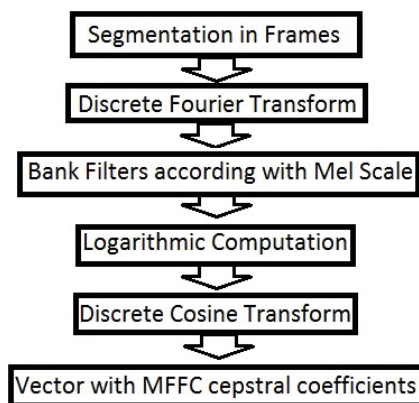 Segmentation in Frames
Discrete Fourier Transform
Bank Filters according with Mel Scale
Logarithmic Computation
Discrete Cosine Transform
Vector with MFFC cepstral coefficients